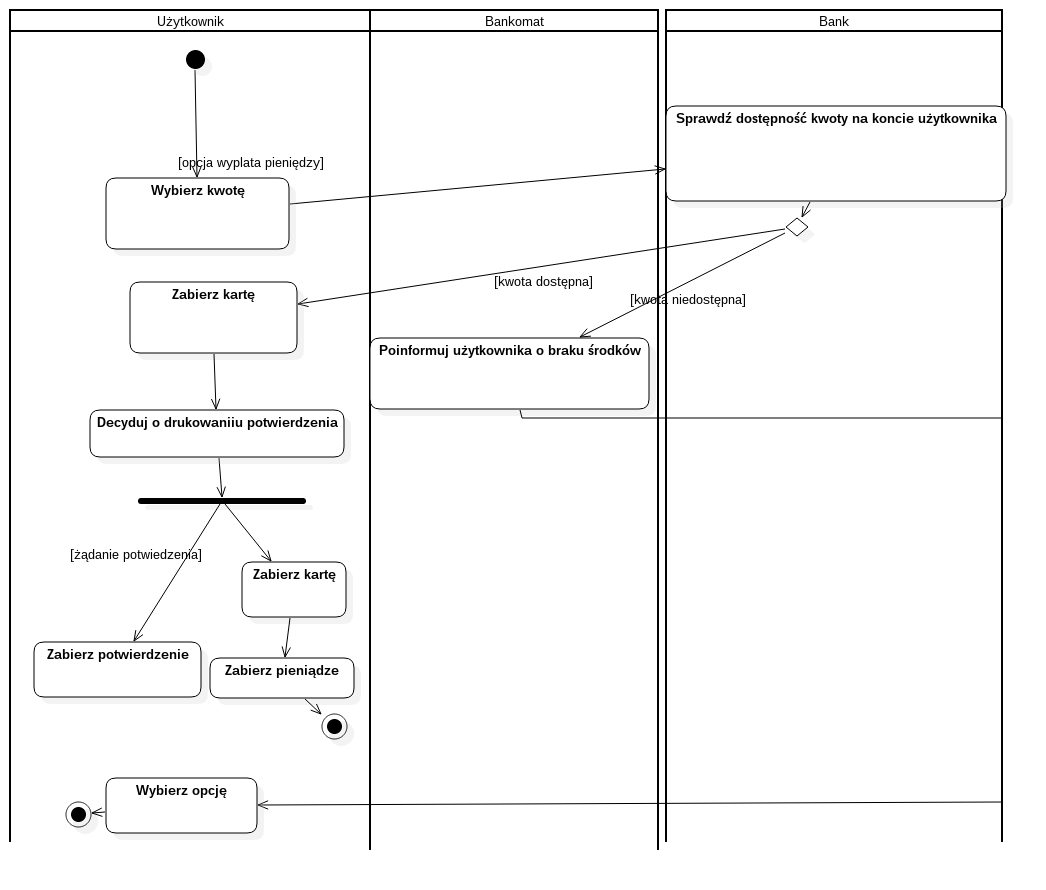 Użytkownik
Bankomat
Bank
Sprawdź dostępność kwoty na koncie użytkownika
[opcja wyplata pieniędzy]
Wybierz kwotę
[kwota dostępna]
Zabierz kartę
[kwota niedostępna]
Poinformuj użytkownika o braku środków
Decyduj o drukowaniiu potwierdzenia
[żądanie potwiedzenia]
Zabierz kartę
Zabierz potwierdzenie
Zabierz pieniądze
Wybierz opcję